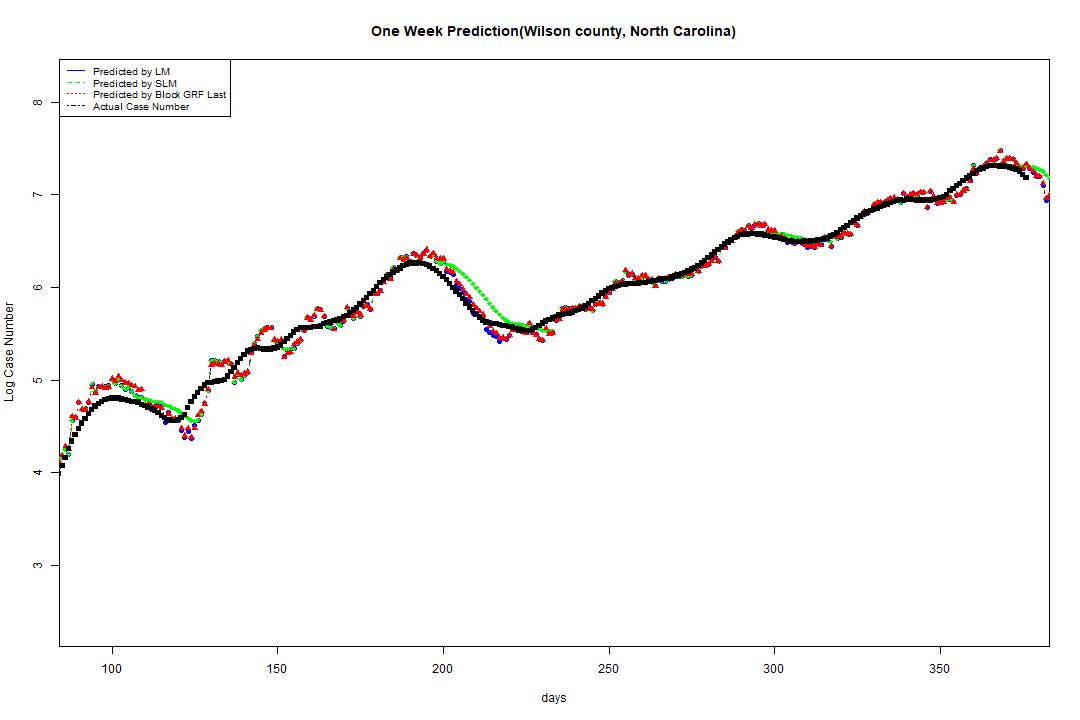 One Week Prediction(Wilson county, North Carolina)
Predicted by LM
Predicted by SLM
Predicted by Block GRF Last
Actual Case Number
8
7
6
5
4
3
Log Case Number
100 150 200 250 300 350
days